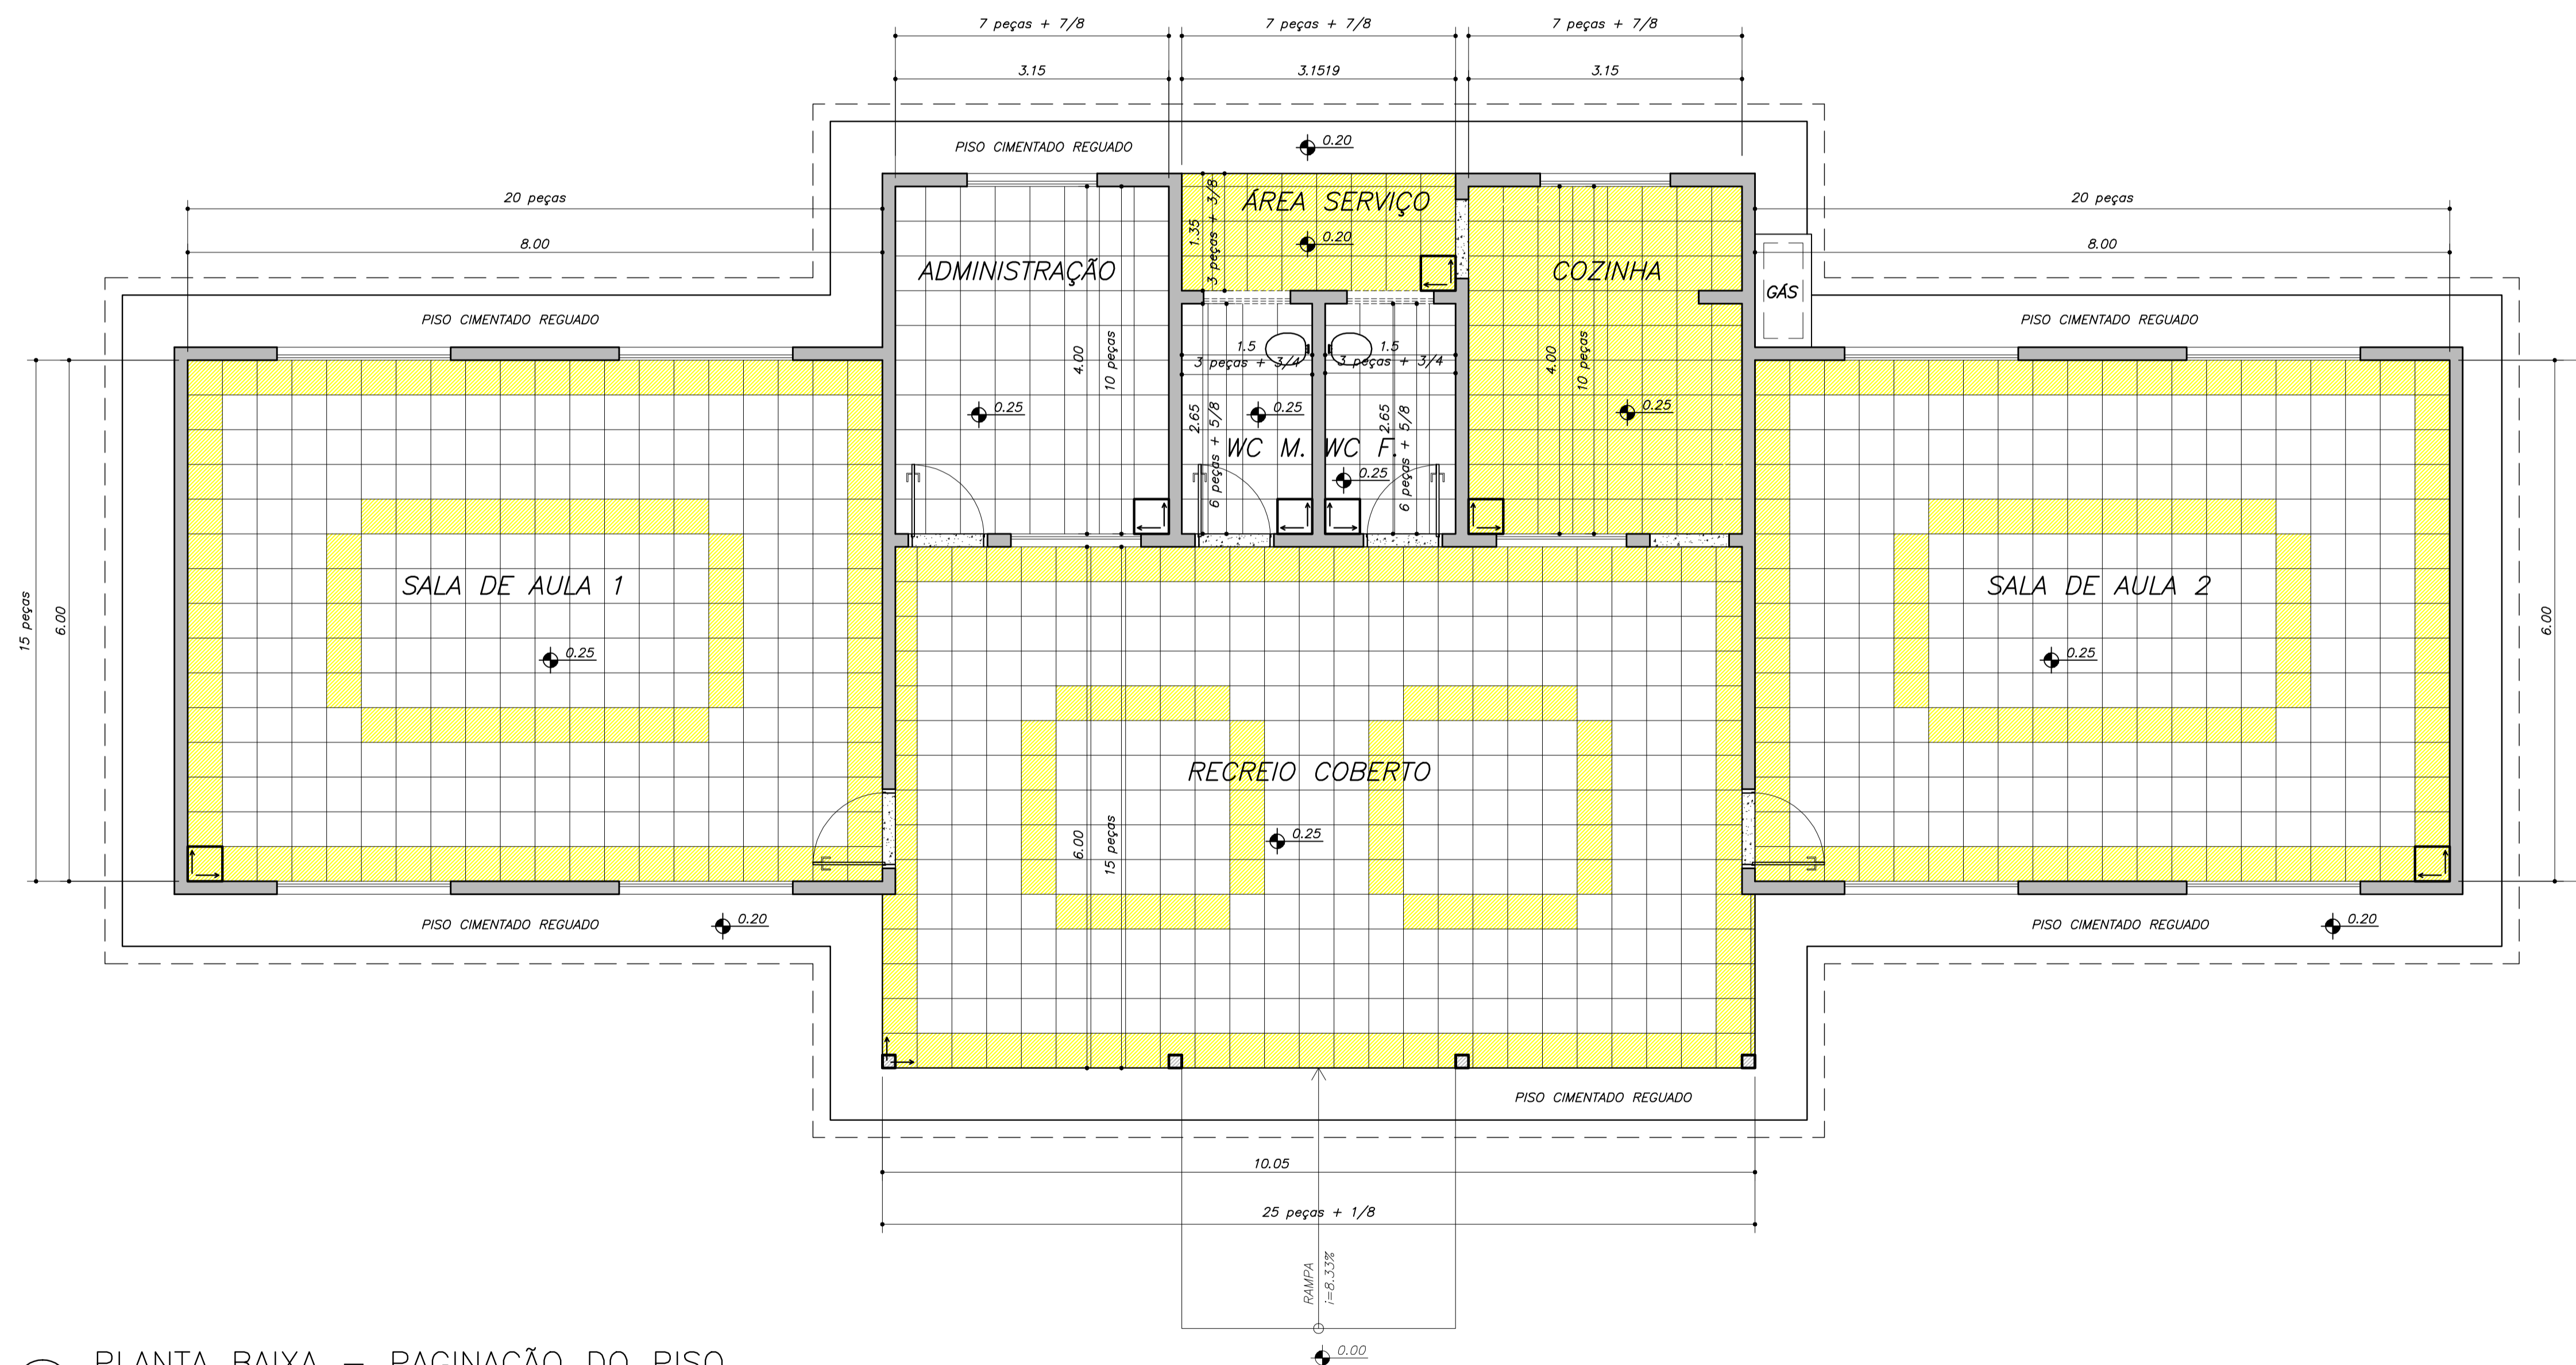 7 peças + 7/8
7 peças + 7/8
7 peças + 7/8
3.15
3.1519
3.15
PISO CIMENTADO REGUADO
0.20
20 peças
8.00
20 peças
8.00
ÁREA SERVIÇO
1.35
3 peças + 3/8
0.20
ADMINISTRAÇÃO
COZINHA
GÁS
PISO CIMENTADO REGUADO
PISO CIMENTADO REGUADO
4.00
10 peças
1.5
3 peças + 3/4
1.5
3 peças + 3/4
4.00
10 peças
0.25
2.65
6 peças + 5/8
0.25
2.65
6 peças + 5/8
0.25
WC M.
WC F.
0.25
15 peças
6.00
SALA DE AULA 1
0.25
SALA DE AULA 2
0.25
6.00
RECREIO COBERTO
6.00
15 peças
0.25
PISO CIMENTADO REGUADO
0.20
PISO CIMENTADO REGUADO
0.20
PISO CIMENTADO REGUADO
10.05
25 peças + 1/8
RAMPA
i=8.33%
0.00
PLANTA BAIXA – PAGINAÇÃO DO PISO